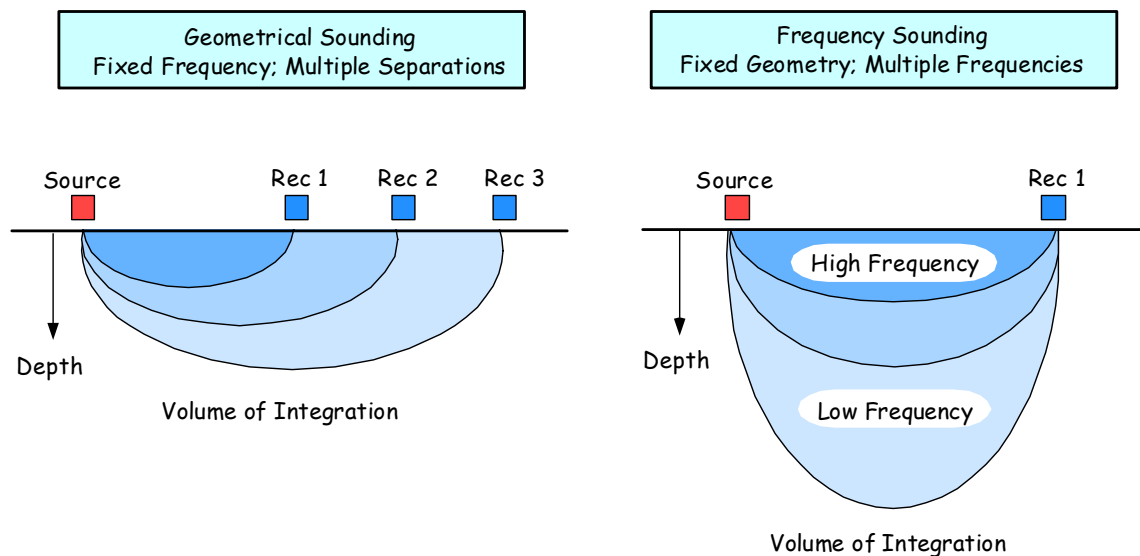 Geometrical Sounding
Fixed Frequency; Multiple Separations
Source
Rec 1
Rec 2
Rec 3
Depth
Volume of Integration
Frequency Sounding
Fixed Geometry; Multiple Frequencies
Source
Rec 1
High Frequency
Depth
Low Frequency
Volume of Integration